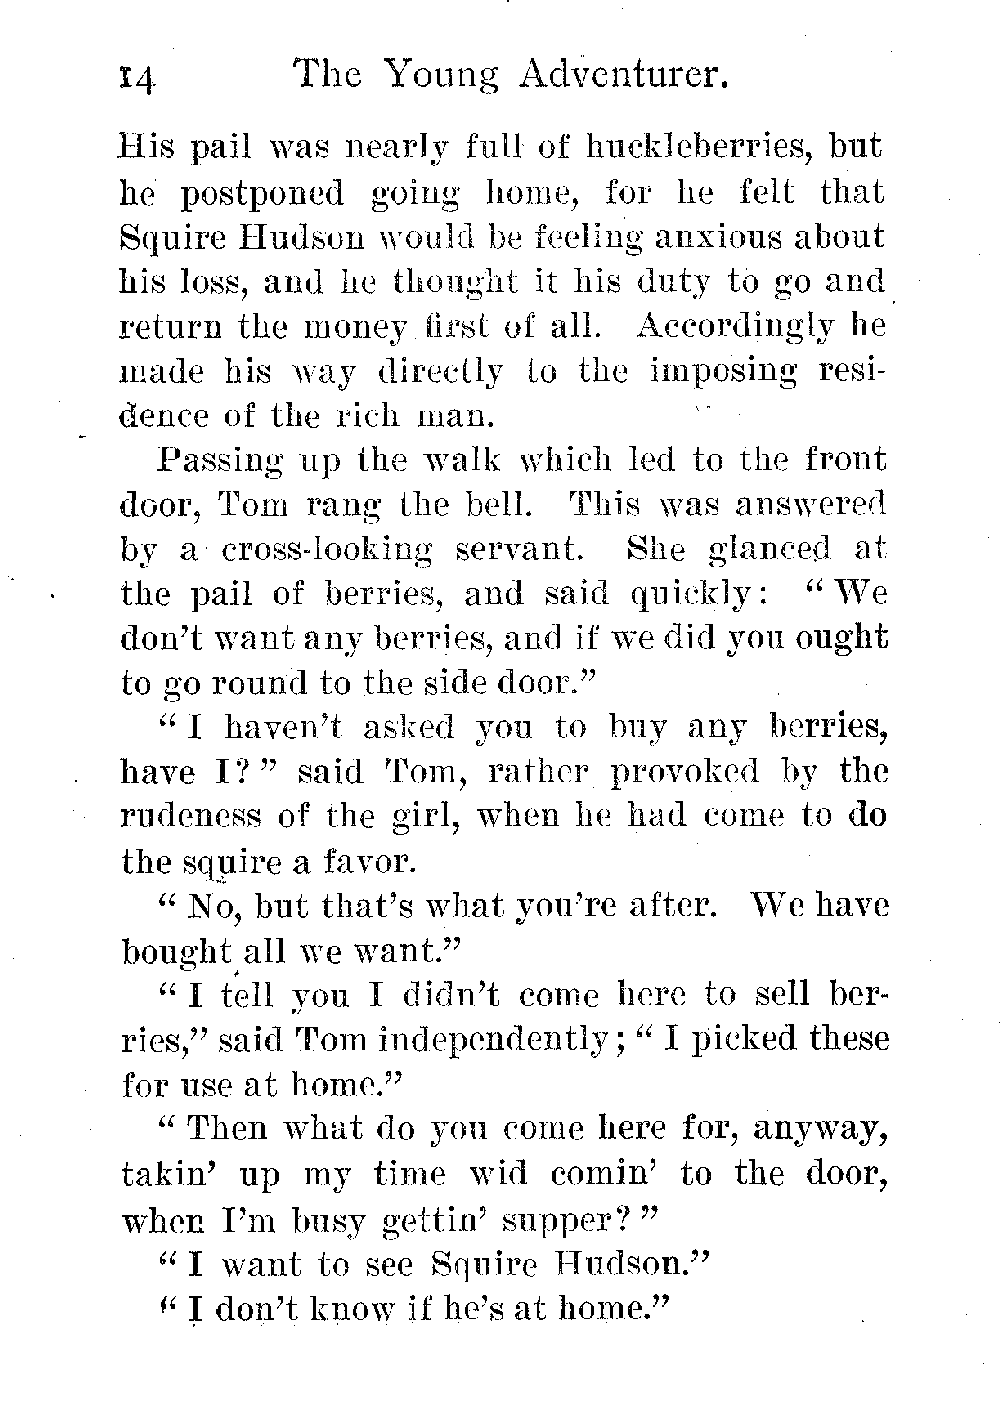 14 The Young Adventurer.
His pail was nearly full of huckleberries, but
he postponed going home, for he felt that
Squire Hudson would be feeling anxious about
his loss, and he thought it his duty to go and
return the money first of all. Accordingly he
made his way directly to the imposing resi-
dence of the rich man.
Passing up the walk which led to the front
door, Tom rang the bell. This was answered
by a cross-looking servant. She glanced at
the pail of berries, and said quickly: “ We
don’t want any berries, and if we did you ought
to go round to the side door.”
“ I haven’t asked you to buy any berries,
have I? ” said Tom, rather provoked by the
rudeness of the girl, when he had come to do
the squire a favor.
“ No, but that’s what you’re after. We have
bought all we want.”
“ I tell you I didn’t come here to sell ber-
ries,” said Tom independently; “ I picked these
for use at home.”
“ Then what do you come here for, anyway,
takin’ up my time wid comin’ to the door,
when I’m busy gettin’ supper? ”
“ I want to see Squire Hudson.”
“ I don’t know if he’s at home.”